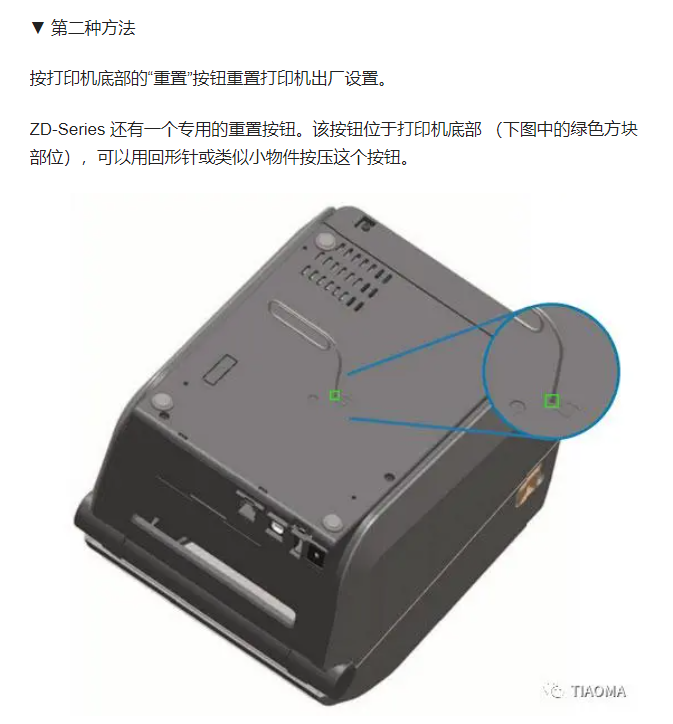 ▼ 第二种方法
按打印机底部的“重置”按钮重置打印机出厂设置。
ZD-Series 还有一个专用的重置按钮。该按钮位于打印机底部 （下图中的绿色方块
部位），可以用回形针或类似小物件按压这个按钮。
TIAOMA